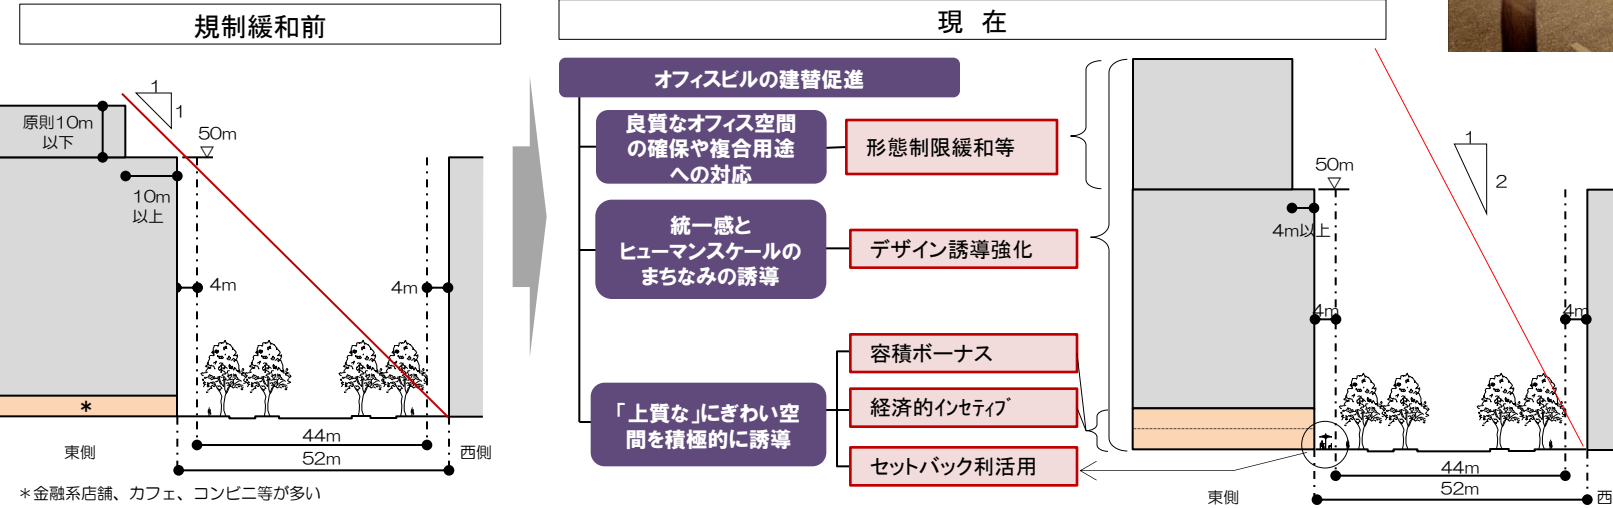 規制緩和前
1
1
原則10m
以下
50m
10m
以上
4m
4m
*
44m
52m
東側
西側
*金融系店舗、カフェ、コンビニ等が多い
現 在
オフィスビルの建替促進
良質なオフィス空間
の確保や複合用途
への対応
形態制限緩和等
統一感と
ヒューマンスケールの
まちなみの誘導
デザイン誘導強化
「上質な」にぎわい空
間を積極的に誘導
容積ボーナス
経済的インセティブ
セットバック利活用
1
2
50m
4m以上
4m
4m
44m
52m
東側
西